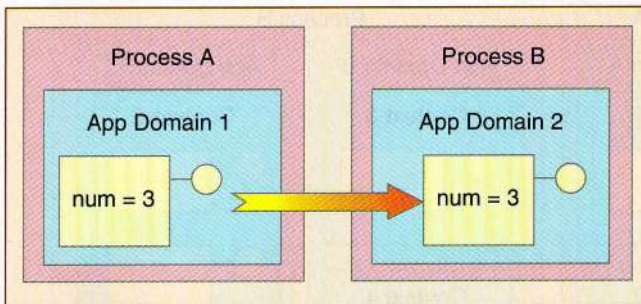 Process A
App Domain 1
num = 3
Process B
App Domain 2
num = 3